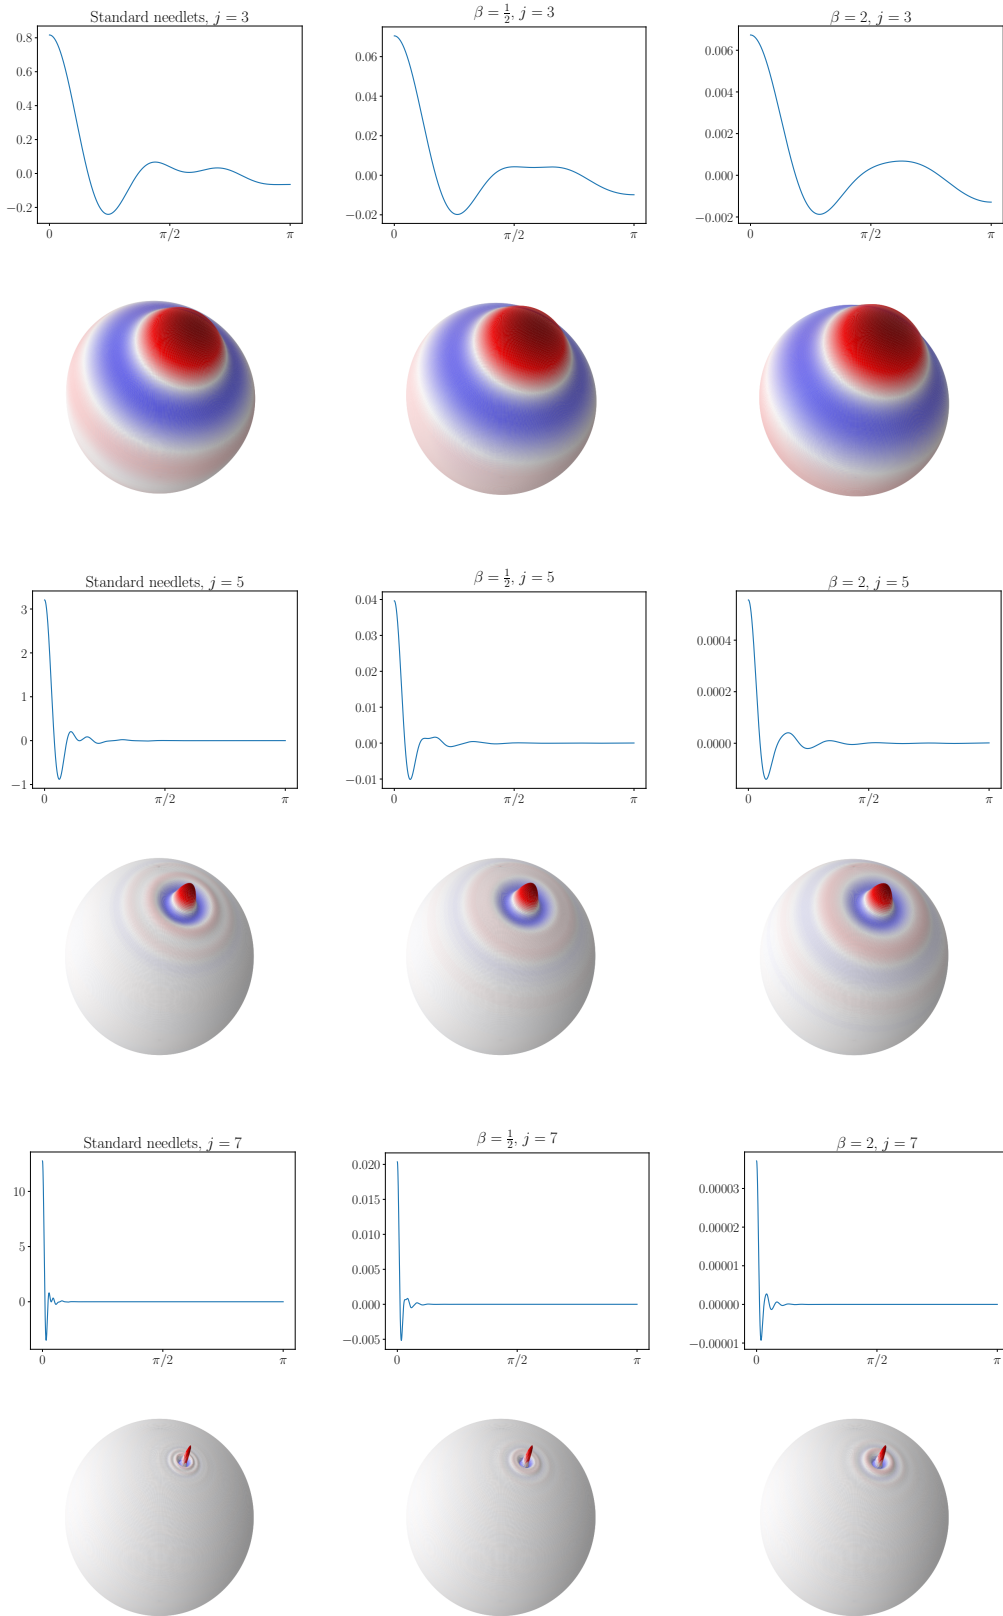 Standard needlets, j = 3
0.8
0.6
0.4
0.2
0.0
−0.2
0
π/2
π
β = 1/2, j = 3
0.06
0.04
0.02
0.00
−0.02
0
π/2
π
β = 2, j = 3
0.006
0.004
0.002
0.000
−0.002
0
π/2
π
Standard needlets, j = 5
3
2
1
0
−1
0
π/2
π
β = 1/2, j = 5
0.04
0.03
0.02
0.01
0.00
−0.01
0
π/2
π
β = 2, j = 5
0.0004
0.0002
0.0000
0
π/2
π
Standard needlets, j = 7
10
5
0
0
π/2
π
β = 1/2, j = 7
0.020
0.015
0.010
0.005
0.000
−0.005
0
π/2
π
β = 2, j = 7
0.00003
0.00002
0.00001
0.00000
−0.00001
0
π/2
π